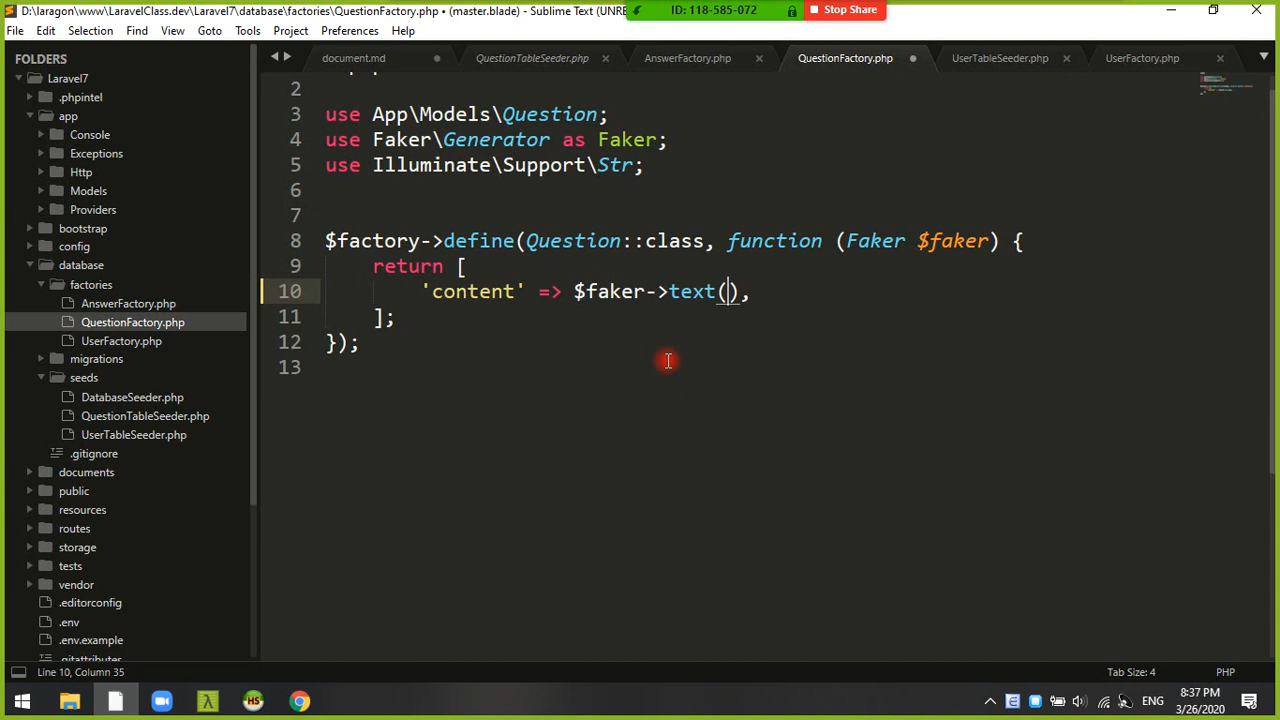 D:\laragon\www\LaravelClass.dev\Laravel7\database\factories\QuestionFactory.php • (master.blade) - Sublime Text (UNRE
ID: 118-585-072
Stop Share
File Edit Selection Find View Goto Tools Project Preferences Help
FOLDERS
Laravel7
.phpintel
app
Console
Exceptions
Http
Models
Providers
bootstrap
config
database
factories
AnswerFactory.php
QuestionFactory.php
UserFactory.php
migrations
seeds
DatabaseSeeder.php
QuestionTableSeeder.php
UserTableSeeder.php
.gitignore
documents
public
resources
routes
storage
tests
vendor
.editorconfig
.env
.env.example
.gitattributes
document.md QuestionTableSeeder.php AnswerFactory.php QuestionFactory.php UserTableSeeder.php UserFactory.php
2
3 use App\Models\Question;
4 use Faker\Generator as Faker;
5 use Illuminate\Support\Str;
6
7
8 $factory->define(Question::class, function (Faker $faker) {
9 return [
10 'content' => $faker->text(),
11 ];
12 });
13
Line 10, Column 35
Tab Size: 4 PHP
ENG
8:37 PM
3/26/2020